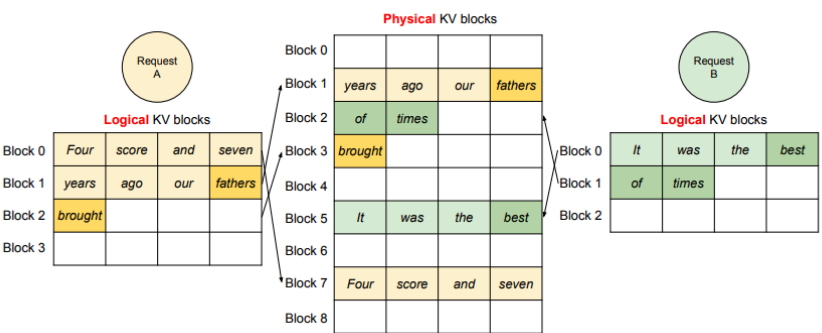 Physical KV blocks
Request A
Request B
Logical KV blocks
Block 0 Four score and seven
Block 1 years ago our fathers
Block 2 brought
Block 3
Block 0
Block 1 years ago our fathers
Block 2 of times
Block 3 brought
Block 4
Block 5 It was the best
Block 6
Block 7 Four score and seven
Block 8
Logical KV blocks
Block 0 It was the best
Block 1 of times
Block 2